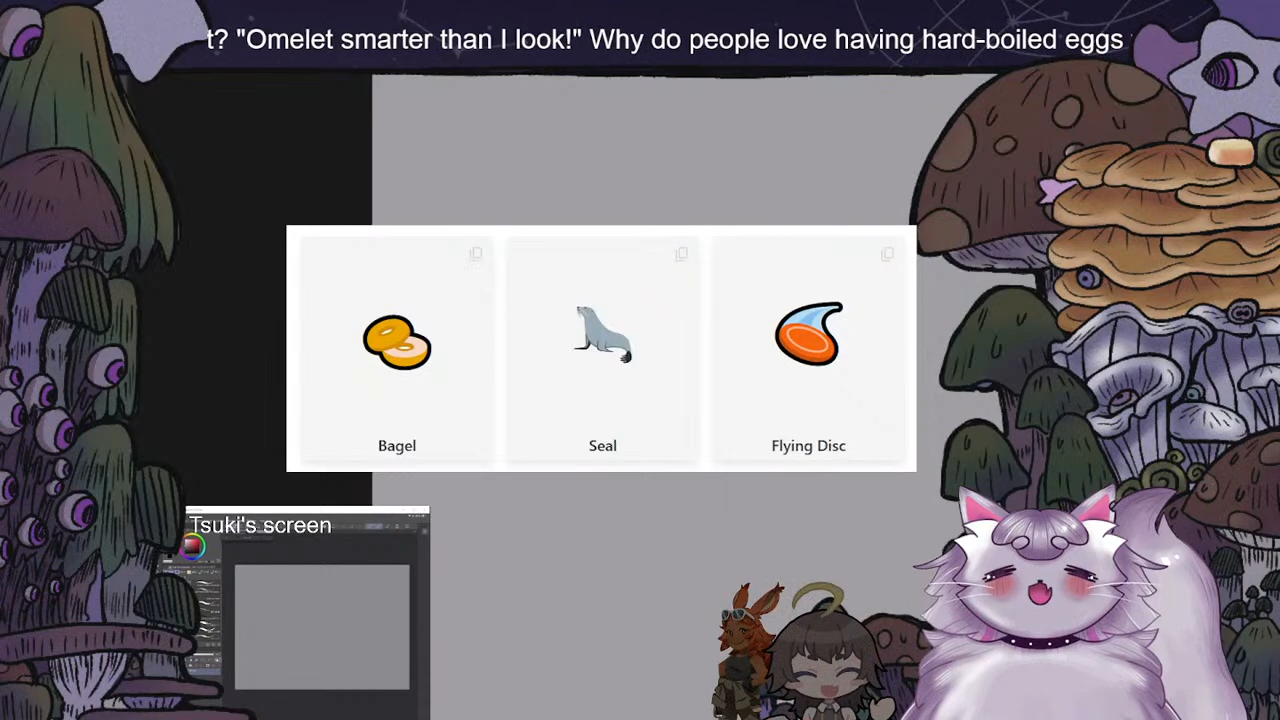 t? "Omelet smarter than I look!" Why do people love having hard-boiled eggs
Bagel
Seal
Flying Disc
Tsuki's screen